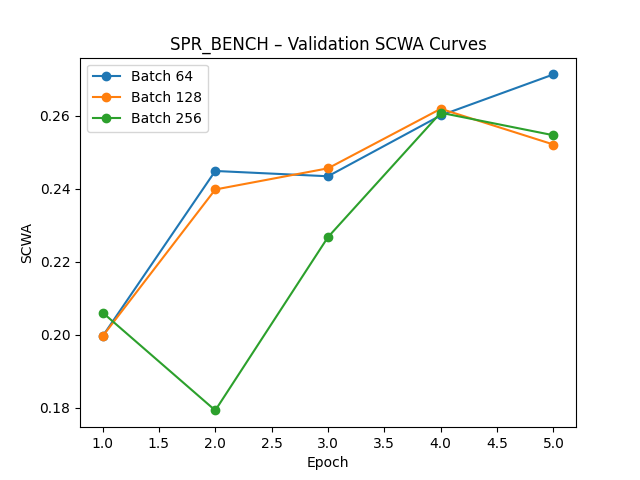 SPR_BENCH – Validation SCWA Curves
Batch 64
Batch 128
Batch 256
SCWA
0.26
0.24
0.22
0.20
0.18
1.0 1.5 2.0 2.5 3.0 3.5 4.0 4.5 5.0
Epoch